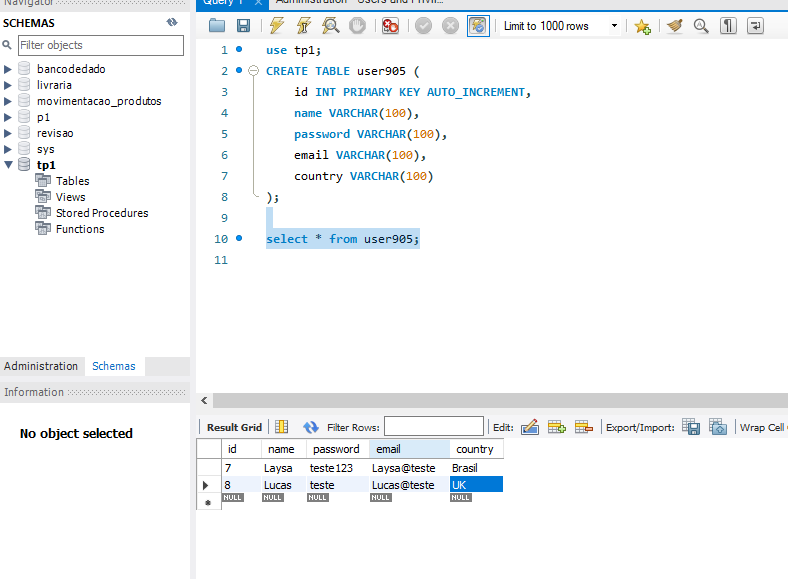 Navigator
SCHEMAS
Filter objects
bancodedado
livraria
movimentacao_produtos
p1
revisao
sys
tp1
Tables
Views
Stored Procedures
Functions
Administration Schemas
Information
No object selected
Query 1 Administration - Users and Privil...
Limit to 1000 rows
1 use tp1;
2 CREATE TABLE user905 (
3 id INT PRIMARY KEY AUTO_INCREMENT,
4 name VARCHAR(100),
5 password VARCHAR(100),
6 email VARCHAR(100),
7 country VARCHAR(100)
8 );
9
10 select * from user905;
11
Result Grid Filter Rows: Edit: Export/Import: Wrap Cell
id name password email country
7 Laysa teste123 Laysa@teste Brasil
8 Lucas teste Lucas@teste UK
NULL NULL NULL NULL NULL